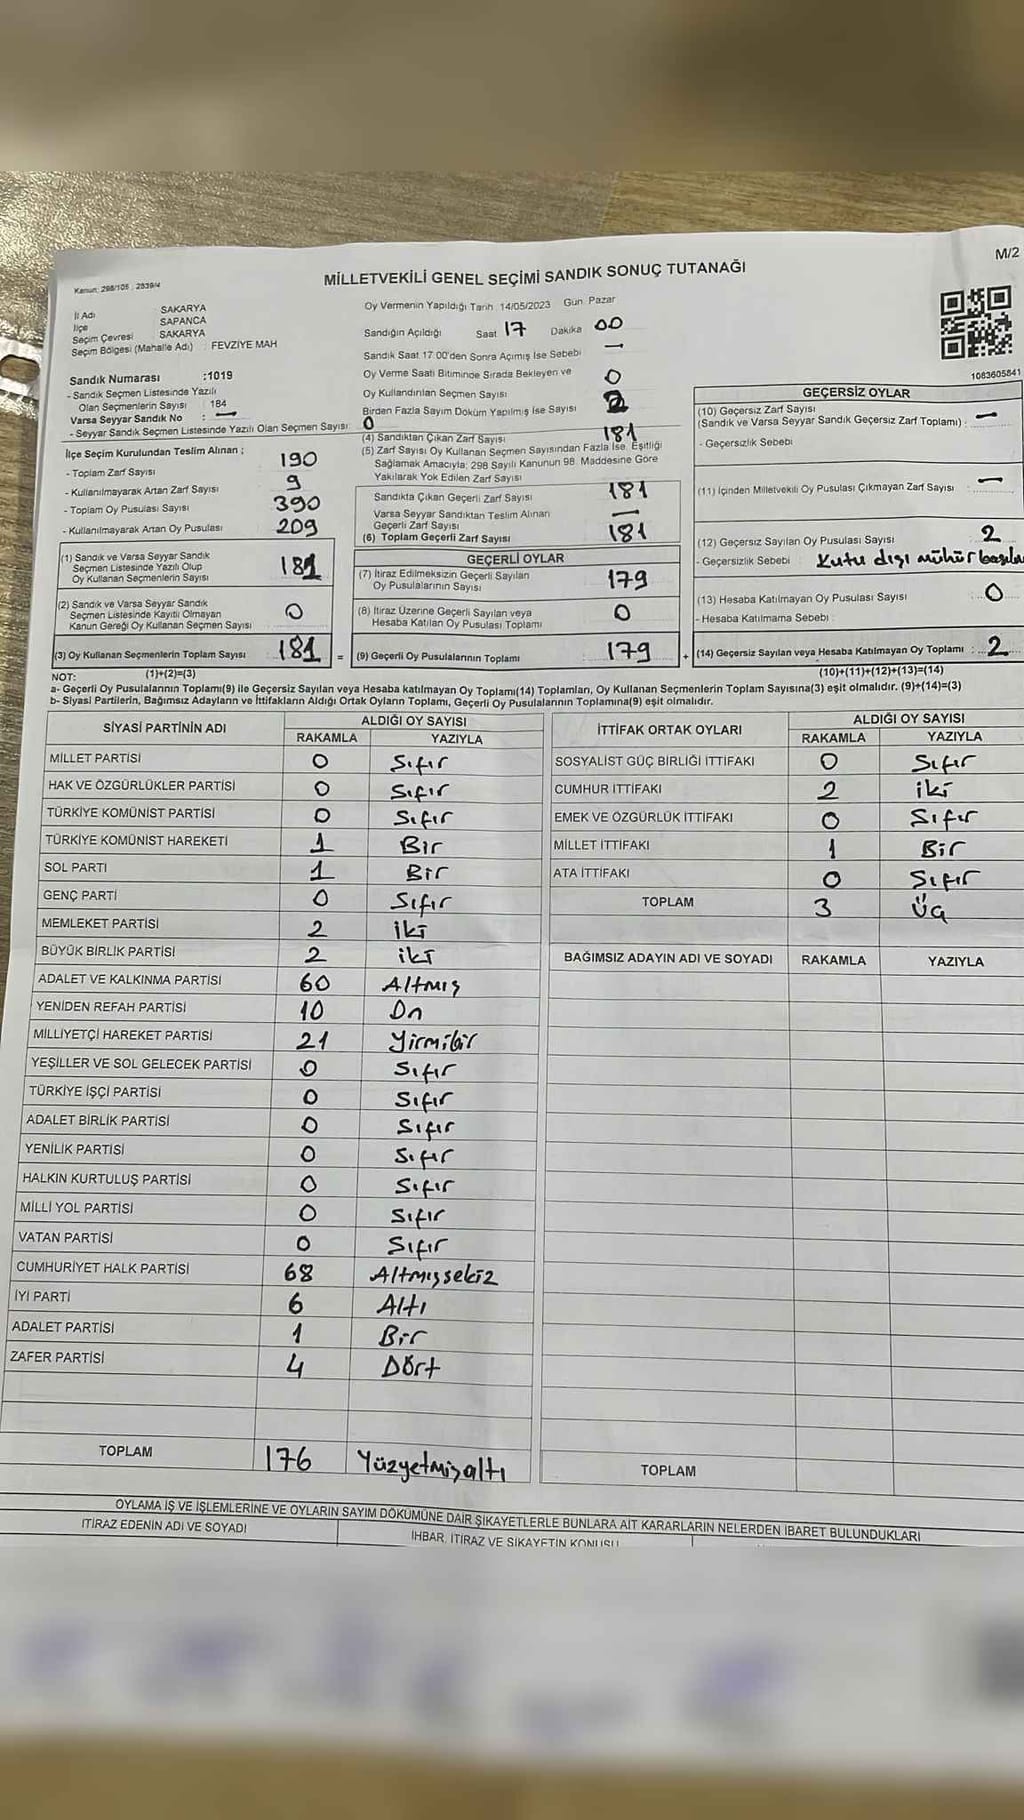 M/2
Kanun: 298/105 , 2839/4
MİLLETVEKİLİ GENEL SEÇİMİ SANDIK SONUÇ TUTANAĞI
İl Adı : SAKARYA
İlçe : SAPANCA
Seçim Çevresi : SAKARYA
Seçim Bölgesi (Mahalle Adı) : FEVZİYE MAH
Sandık Numarası :1019
- Sandık Seçmen Listesinde Yazılı
Olan Seçmenlerin Sayısı : 184
Varsa Seyyar Sandık No : —
- Seyyar Sandık Seçmen Listesinde Yazılı Olan Seçmen Sayısı: 0
İlçe Seçim Kurulundan Teslim Alınan ;
- Toplam Zarf Sayısı 190
- Kullanılmayarak Artan Zarf Sayısı 9
- Toplam Oy Pusulası Sayısı 390
- Kullanılmayarak Artan Oy Pusulası 209
(1) Sandık ve Varsa Seyyar Sandık
Seçmen Listesinde Yazılı Olup
Oy Kullanan Seçmenlerin Sayısı 181
(2) Sandık ve Varsa Seyyar Sandık
Seçmen Listesinde Kayıtlı Olmayan
Kanun Gereği Oy Kullanan Seçmen Sayısı 0
(3) Oy Kullanan Seçmenlerin Toplam Sayısı 181 =
Oy Vermenin Yapıldığı Tarih 14/05/2023 Gün Pazar
Sandığın Açıldığı Saat 17 Dakika 00
Sandık Saat 17:00'den Sonra Açımış İse Sebebi —
Oy Verme Saati Bitiminde Sırada Bekleyen ve
Oy Kullandırılan Seçmen Sayısı 0
Birden Fazla Sayım Döküm Yapılmış İse Sayısı 2
(4) Sandıktan Çıkan Zarf Sayısı 181
(5) Zarf Sayısı Oy Kullanan Seçmen Sayısından Fazla İse, Eşitliği
Sağlamak Amacıyla; 298 Sayılı Kanunun 98. Maddesine Göre
Yakılarak Yok Edilen Zarf Sayısı
Sandıkta Çıkan Geçerli Zarf Sayısı 181
Varsa Seyyar Sandıktan Teslim Alınan
Geçerli Zarf Sayısı —
(6) Toplam Geçerli Zarf Sayısı 181
GEÇERLİ OYLAR
(7) İtiraz Edilmeksizin Geçerli Sayılan
Oy Pusulalarının Sayısı 179
(8) İtiraz Üzerine Geçerli Sayılan veya
Hesaba Katılan Oy Pusulası Toplamı 0
(9) Geçerli Oy Pusulalarının Toplamı : 179 +
1083605841
GEÇERSİZ OYLAR
(10) Geçersiz Zarf Sayısı
(Sandık ve Varsa Seyyar Sandık Geçersiz Zarf Toplamı) : —
- Geçersizlik Sebebi
(11) İçinden Milletvekili Oy Pusulası Çıkmayan Zarf Sayısı —
(12) Geçersiz Sayılan Oy Pusulası Sayısı 2
- Geçersizlik Sebebi Kutu dışı mühür
(13) Hesaba Katılmayan Oy Pusulası Sayısı : 0
- Hesaba Katılmama Sebebi :
(14) Geçersiz Sayılan veya Hesaba Katılmayan Oy Toplamı : 2
NOT: (1)+(2)=(3) (10)+(11)+(12)+(13)=(14)
a- Geçerli Oy Pusulalarının Toplamı(9) ile Geçersiz Sayılan veya Hesaba katılmayan Oy Toplamı(14) Toplamları, Oy Kullanan Seçmenlerin Toplam Sayısına(3) eşit olmalıdır. (9)+(14)=(3)
b- Siyasi Partilerin, Bağımsız Adayların ve İttifakların Aldığı Ortak Oyların Toplamı, Geçerli Oy Pusulalarının Toplamına(9) eşit olmalıdır.
SİYASİ PARTİNİN ADI ALDIĞI OY SAYISI
RAKAMLA YAZIYLA
MİLLET PARTİSİ 0 Sıfır
HAK VE ÖZGÜRLÜKLER PARTİSİ 0 Sıfır
TÜRKİYE KOMÜNİST PARTİSİ 0 Sıfır
TÜRKİYE KOMÜNİST HAREKETİ 1 Bir
SOL PARTİ 1 Bir
GENÇ PARTİ 0 Sıfır
MEMLEKET PARTİSİ 2 iki
BÜYÜK BİRLİK PARTİSİ 2 iki
ADALET VE KALKINMA PARTİSİ 60 Altmış
YENİDEN REFAH PARTİSİ 10 On
MİLLİYETÇİ HAREKET PARTİSİ 21 Yirmibir
YEŞİLLER VE SOL GELECEK PARTİSİ 0 Sıfır
TÜRKİYE İŞÇİ PARTİSİ 0 Sıfır
ADALET BİRLİK PARTİSİ 0 Sıfır
YENİLİK PARTİSİ 0 Sıfır
HALKIN KURTULUŞ PARTİSİ 0 Sıfır
MİLLİ YOL PARTİSİ 0 Sıfır
VATAN PARTİSİ 0 Sıfır
CUMHURİYET HALK PARTİSİ 68 Altmışsekiz
İYİ PARTİ 6 Altı
ADALET PARTİSİ 1 Bir
ZAFER PARTİSİ 4 Dört
TOPLAM 176 Yüzyetmişaltı
İTTİFAK ORTAK OYLARI ALDIĞI OY SAYISI
RAKAMLA YAZIYLA
SOSYALİST GÜÇ BİRLİĞİ İTTİFAKI 0 Sıfır
CUMHUR İTTİFAKI 2 iki
EMEK VE ÖZGÜRLÜK İTTİFAKI 0 Sıfır
MİLLET İTTİFAKI 1 Bir
ATA İTTİFAKI 0 Sıfır
TOPLAM 3 Üç
BAĞIMSIZ ADAYIN ADI VE SOYADI RAKAMLA YAZIYLA
TOPLAM
OYLAMA İŞ VE İŞLEMLERİNE VE OYLARIN SAYIM DÖKÜMÜNE DAİR ŞİKAYETLERLE BUNLARA AİT KARARLARIN NELERDEN İBARET BULUNDUKLARI
İTİRAZ EDENİN ADI VE SOYADI
İHBAR, İTİRAZ VE ŞİKAYETİN KONUSU